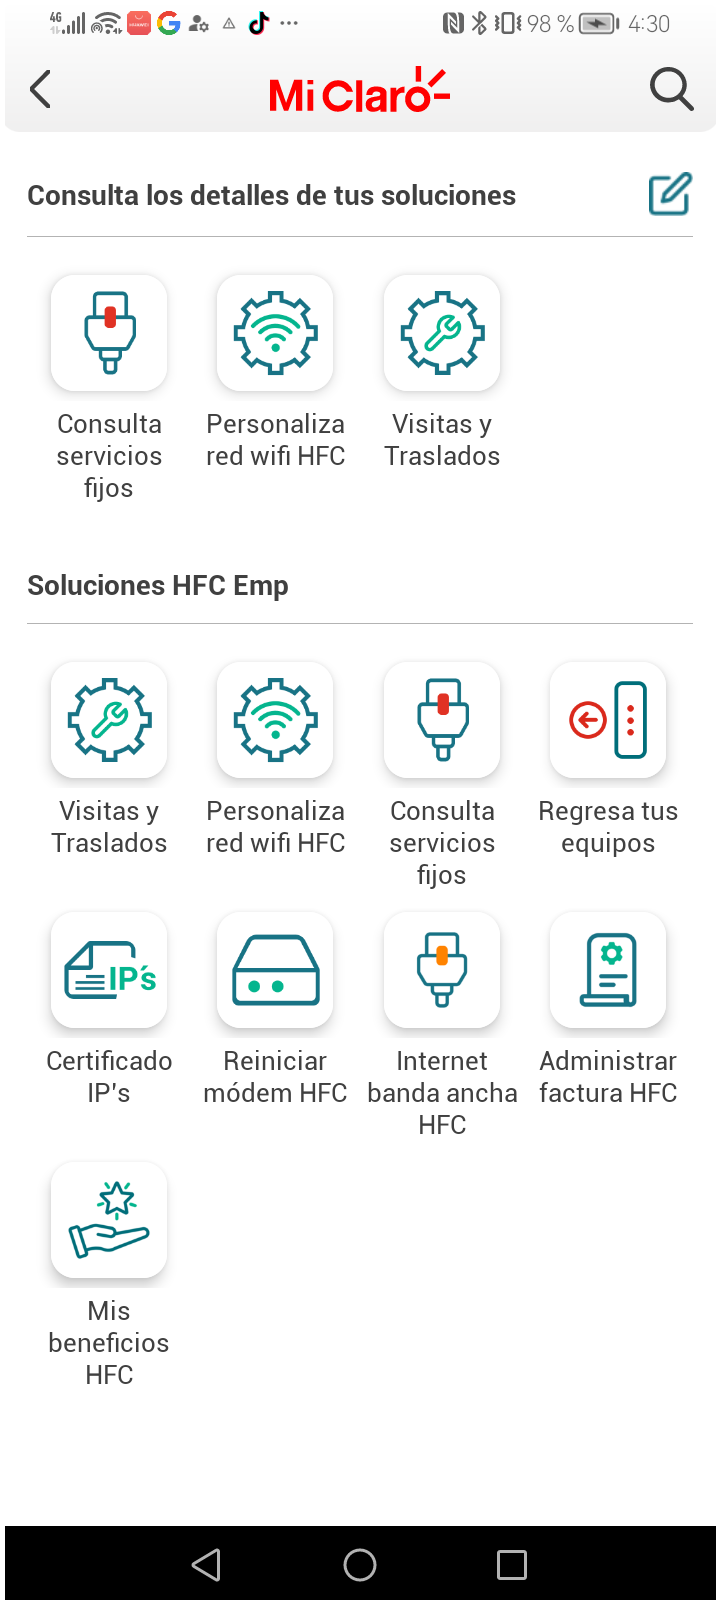 4G 98 % 4:30
Mi Claro
Consulta los detalles de tus soluciones
Consulta servicios fijos
Personaliza red wifi HFC
Visitas y Traslados
Soluciones HFC Emp
Visitas y Traslados
Personaliza red wifi HFC
Consulta servicios fijos
Regresa tus equipos
IP's
Certificado IP's
Reiniciar módem HFC
Internet banda ancha HFC
Administrar factura HFC
Mis beneficios HFC